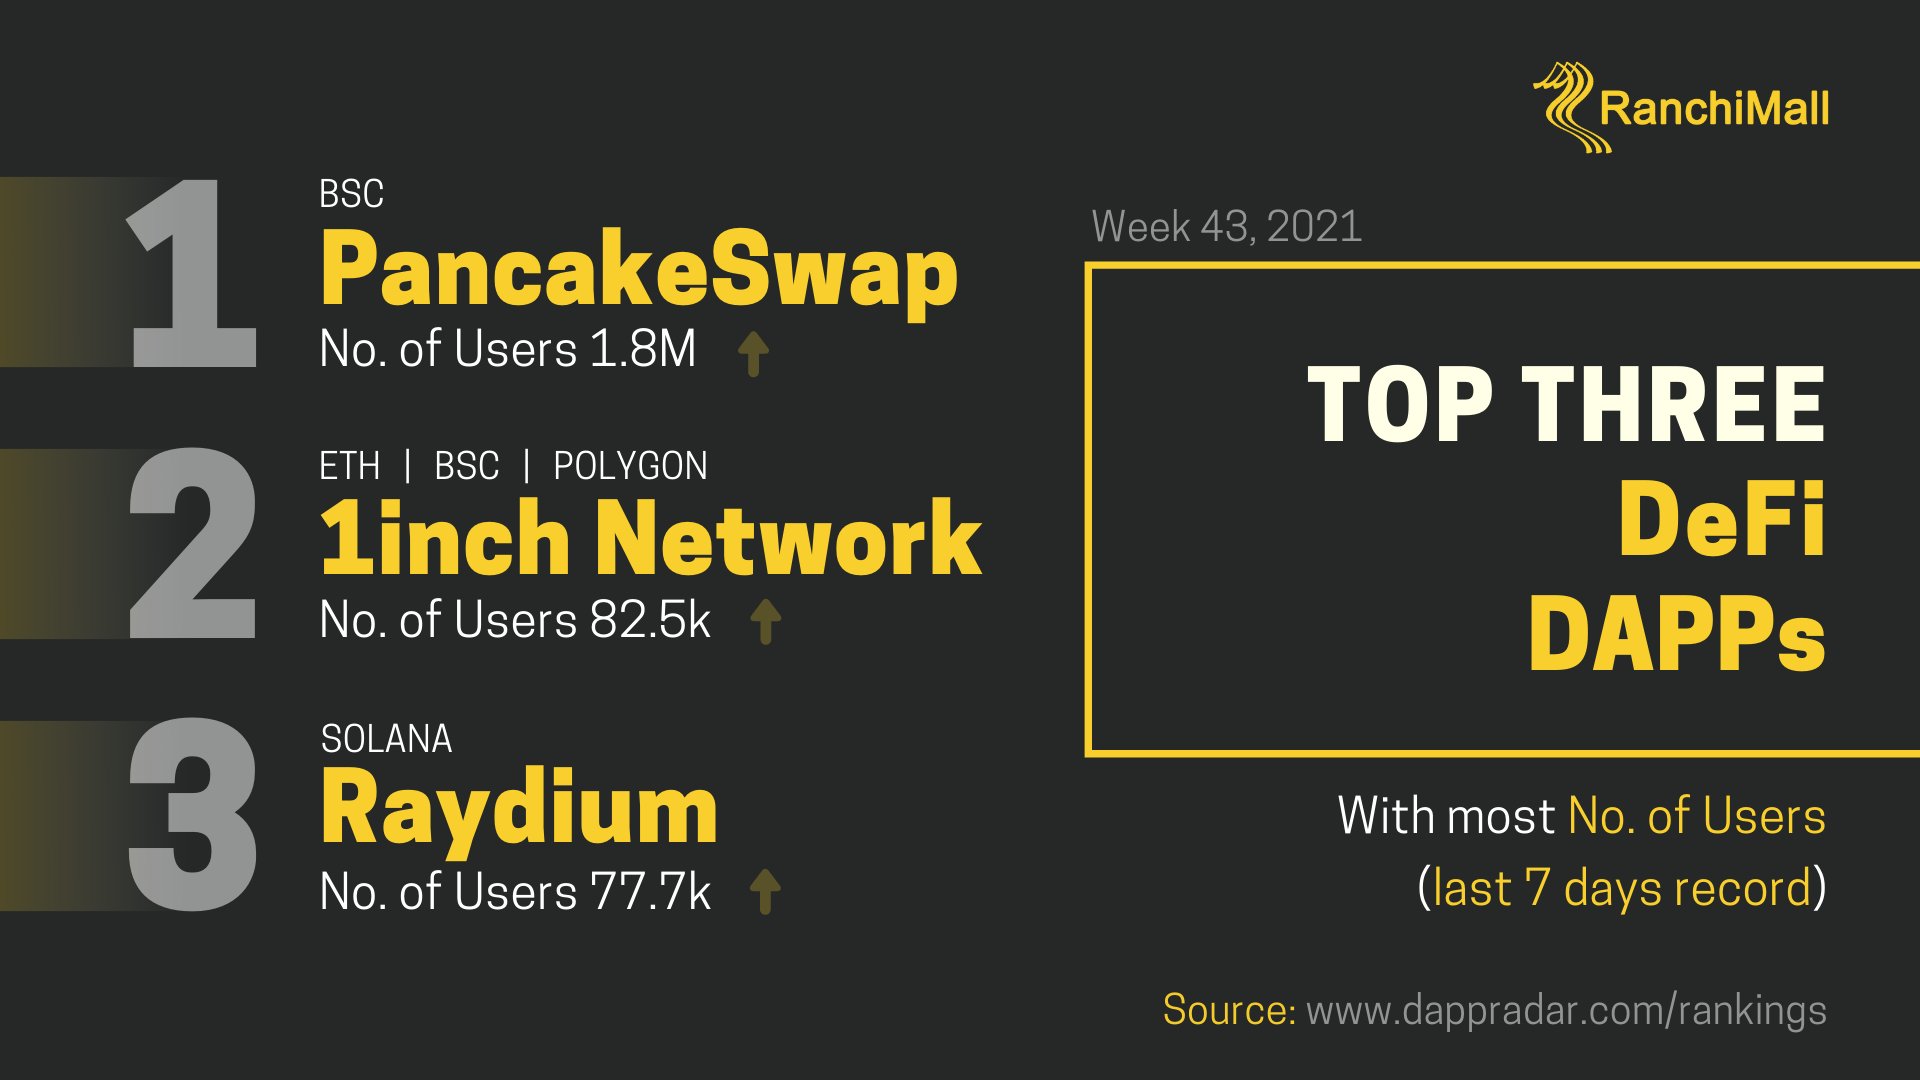 RanchiMall
1
BSC
PancakeSwap
No. of Users 1.8M
2
ETH | BSC | POLYGON
1inch Network
No. of Users 82.5k
3
SOLANA
Raydium
No. of Users 77.7k
Week 43, 2021
TOP THREE
DeFi
DAPPs
With most No. of Users
(last 7 days record)
Source: www.dappradar.com/rankings